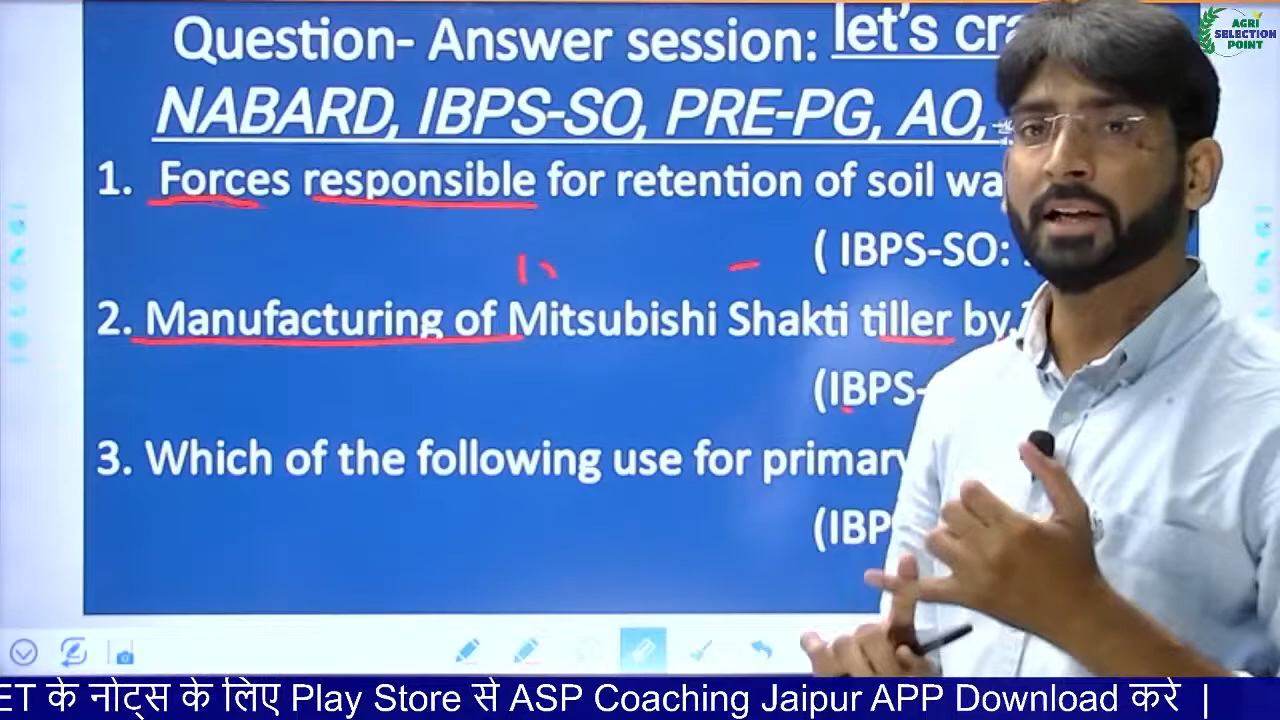 Question- Answer session: let's
NABARD, IBPS-SO, PRE-PG, AO,
AGRI
SELECTION
POINT
1. Forces responsible for retention of soil
( IBPS-SO:
2. Manufacturing of Mitsubishi Shakti tiller by
(IBPS-
3. Which of the following use for primary
(IBP
ET के नोट्स के लिए Play Store से ASP Coaching Jaipur APP Download करे |